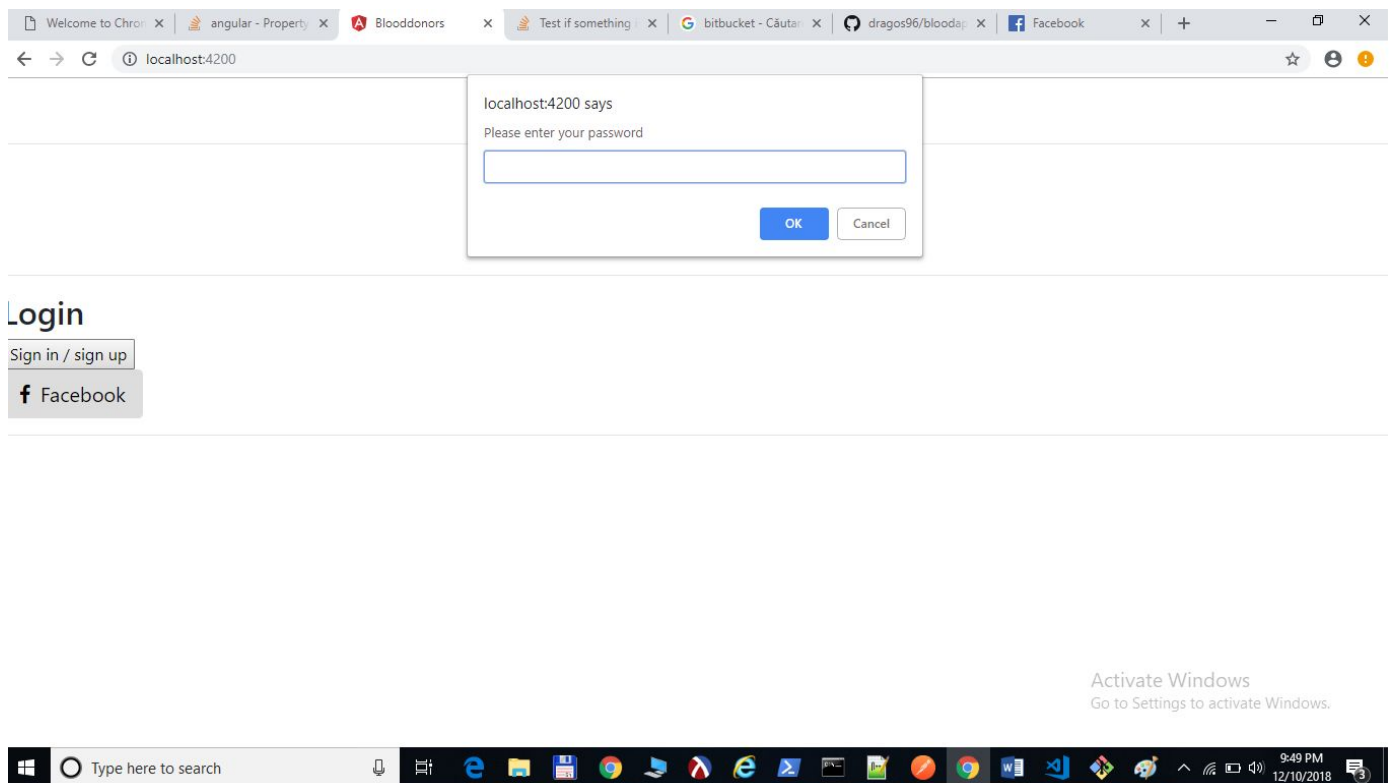 Welcome to Chron
angular - Property
Blooddonors
Test if something i
bitbucket - Căutar
dragos96/bloodap
Facebook
localhost:4200
localhost:4200 says
Please enter your password
OK
Cancel
Login
Sign in / sign up
f Facebook
Activate Windows
Go to Settings to activate Windows.
Type here to search
9:49 PM
12/10/2018
3